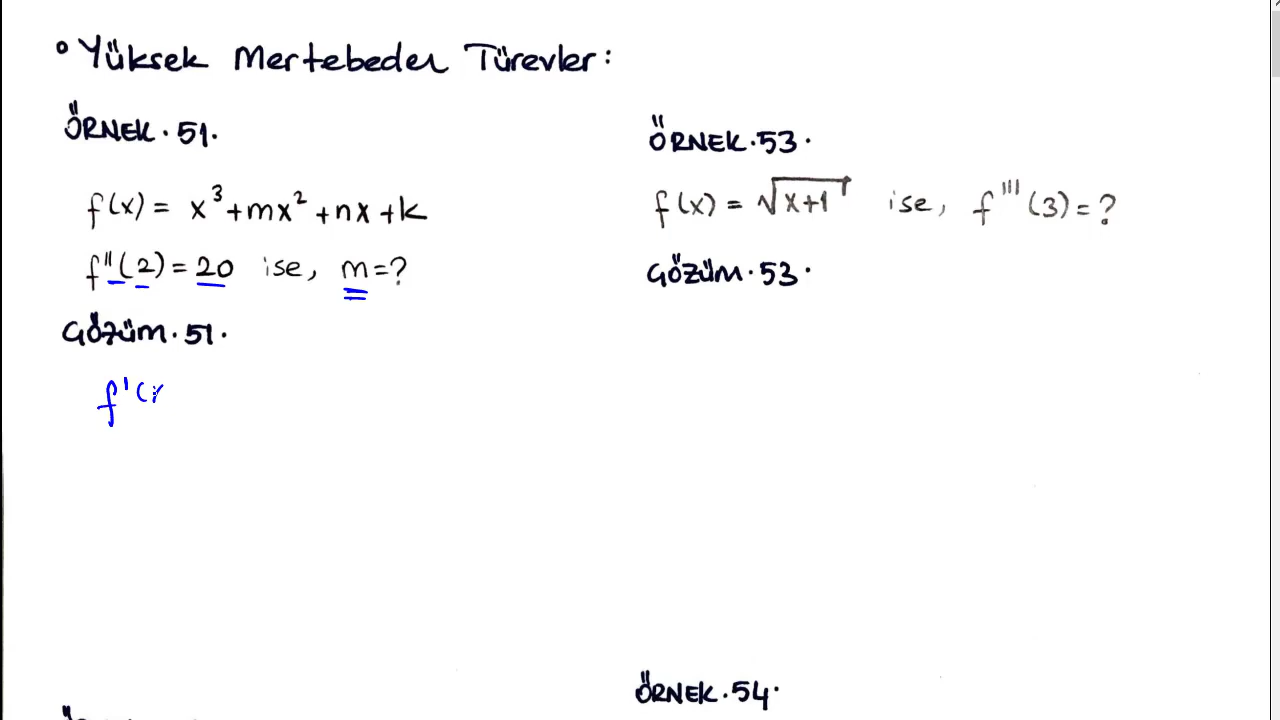 ° Yüksek Mertebeden Türevler:
ÖRNEK.51.
f(x) = x³+mx²+nx+k
f''(2) = 20 ise, m=?
ÇÖZÜM.51.
f'(x
ÖRNEK.53.
f(x) = √x+1 ise, f'''(3) = ?
ÇÖZÜM.53.
ÖRNEK.54.